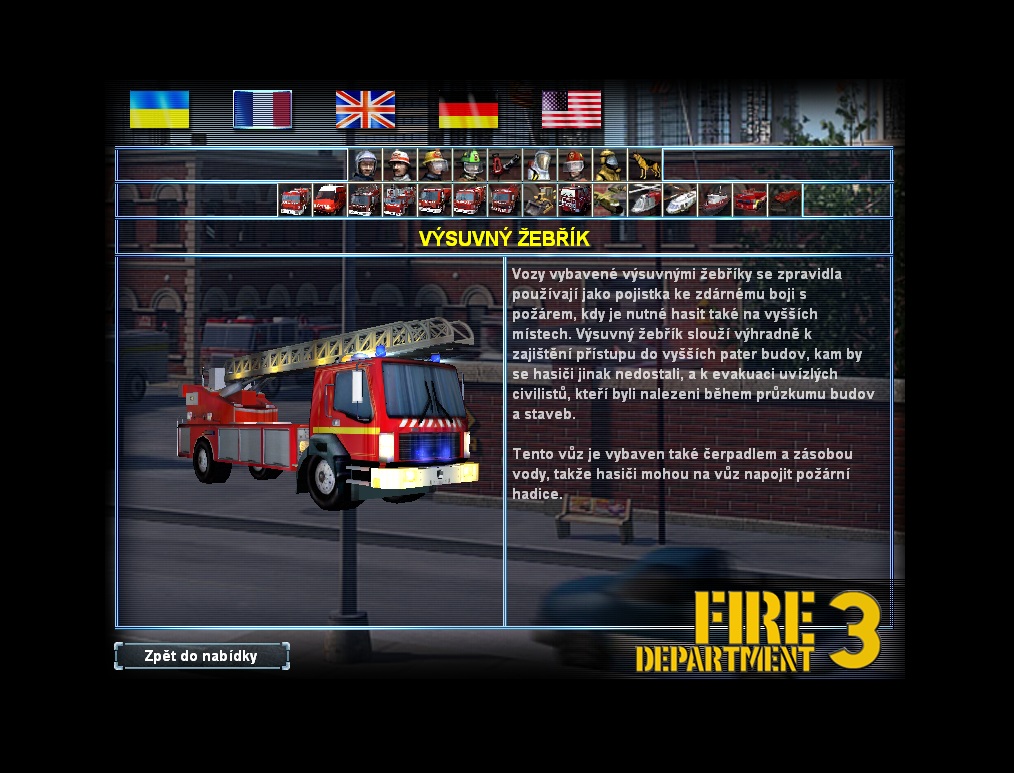 VÝSUVNÝ ŽEBŘÍK
Vozy vybavené výsuvnými žebříky se zpravidla
používají jako pojistka ke zdárnému boji s
požárem, kdy je nutné hasit také na vyšších
místech. Výsuvný žebřík slouží výhradně k
zajištění přístupu do vyšších pater budov, kam by
se hasiči jinak nedostali, a k evakuaci uvízlých
civilistů, kteří byli nalezeni během průzkumu budov
a staveb.
Tento vůz je vybaven také čerpadlem a zásobou
vody, takže hasiči mohou na vůz napojit požární
hadice.
Zpět do nabídky
FIRE
DEPARTMENT 3